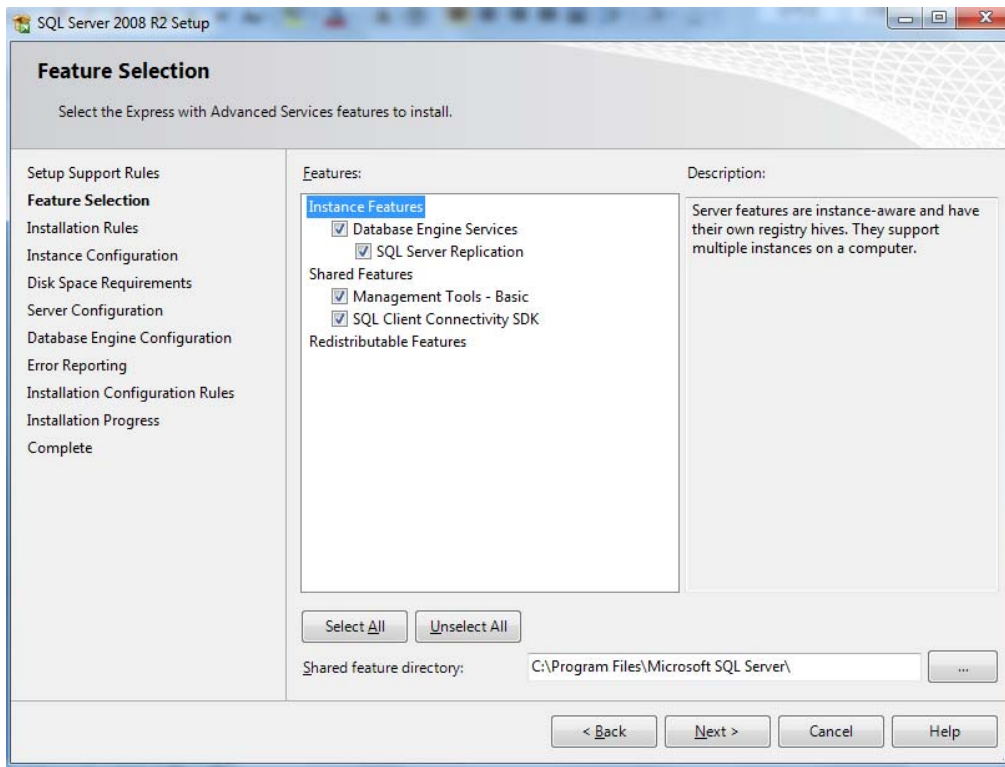 SQL Server 2008 R2 Setup
Feature Selection
Select the Express with Advanced Services features to install.
Setup Support Rules
Feature Selection
Installation Rules
Instance Configuration
Disk Space Requirements
Server Configuration
Database Engine Configuration
Error Reporting
Installation Configuration Rules
Installation Progress
Complete
Features:
Instance Features
Database Engine Services
SQL Server Replication
Shared Features
Management Tools - Basic
SQL Client Connectivity SDK
Redistributable Features
Description:
Server features are instance-aware and have
their own registry hives. They support
multiple instances on a computer.
Select All
Unselect All
Shared feature directory:
C:\Program Files\Microsoft SQL Server\
...
< Back
Next >
Cancel
Help